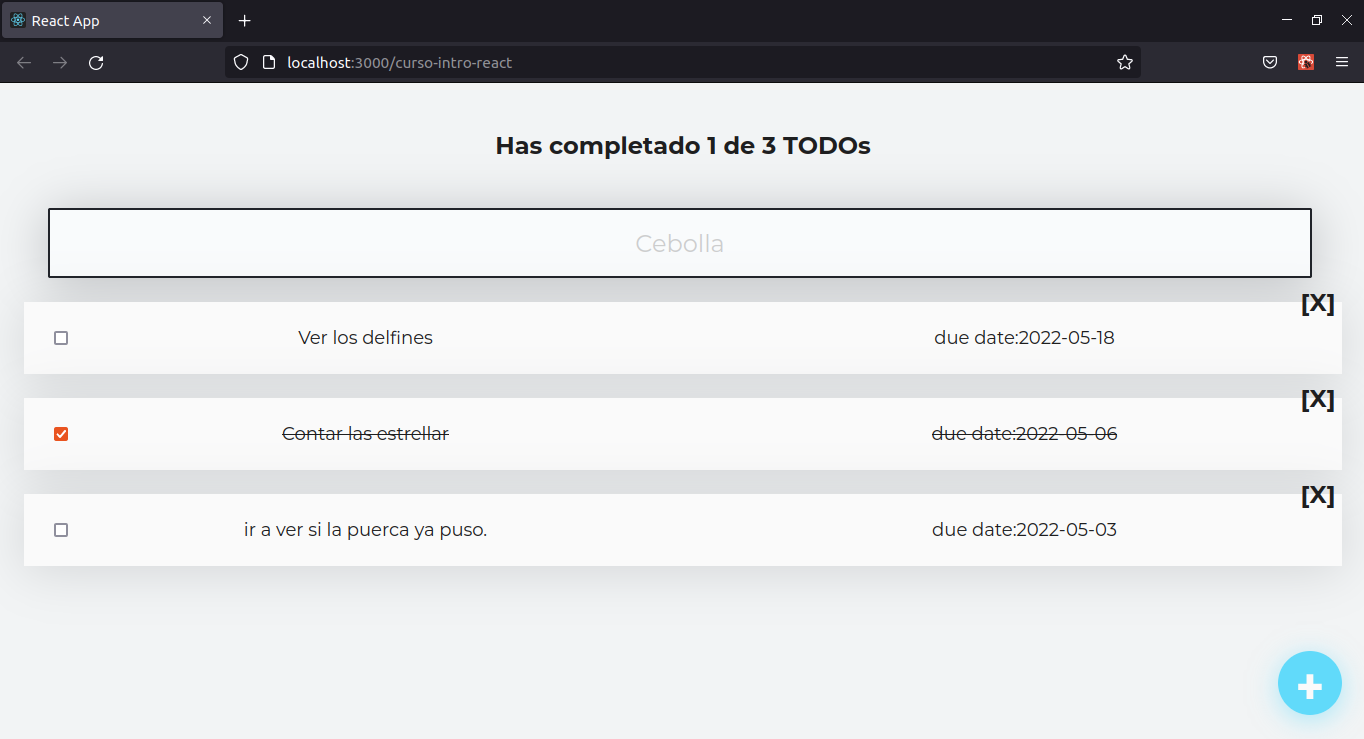 React App
localhost:3000/curso-intro-react
Has completado 1 de 3 TODOs
Cebolla
[X]
Ver los delfines due date:2022-05-18
[X]
Contar las estrellar due date:2022-05-06
[X]
ir a ver si la puerca ya puso. due date:2022-05-03
+